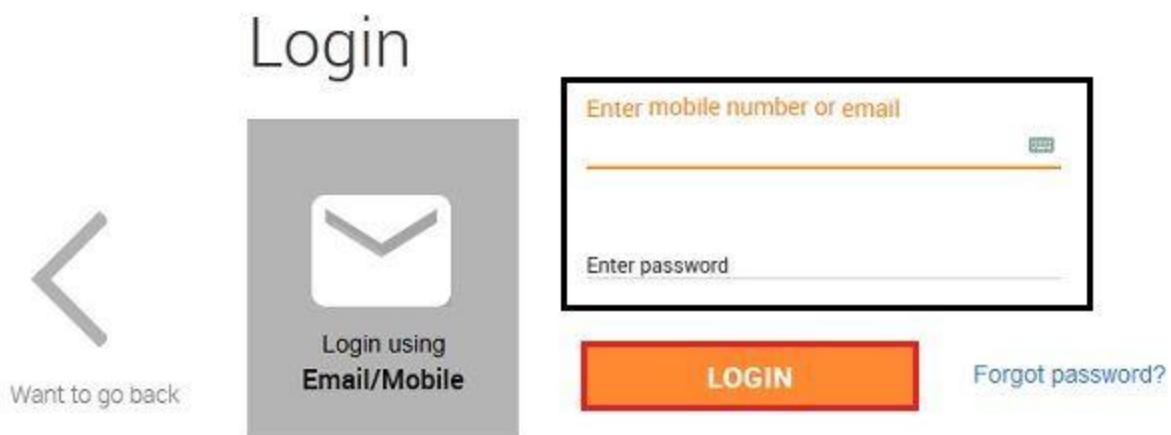 Login
Enter mobile number or email
Enter password
Login using
Email/Mobile
LOGIN
Forgot password?
Want to go back